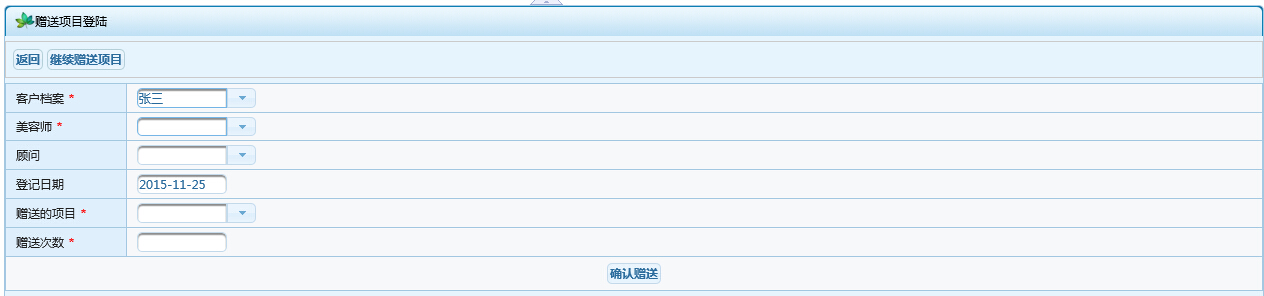 赠送项目登陆
返回 继续赠送项目
客户档案 * 张三
美容师 *
顾问
登记日期 2015-11-25
赠送的项目 *
赠送次数 *
确认赠送